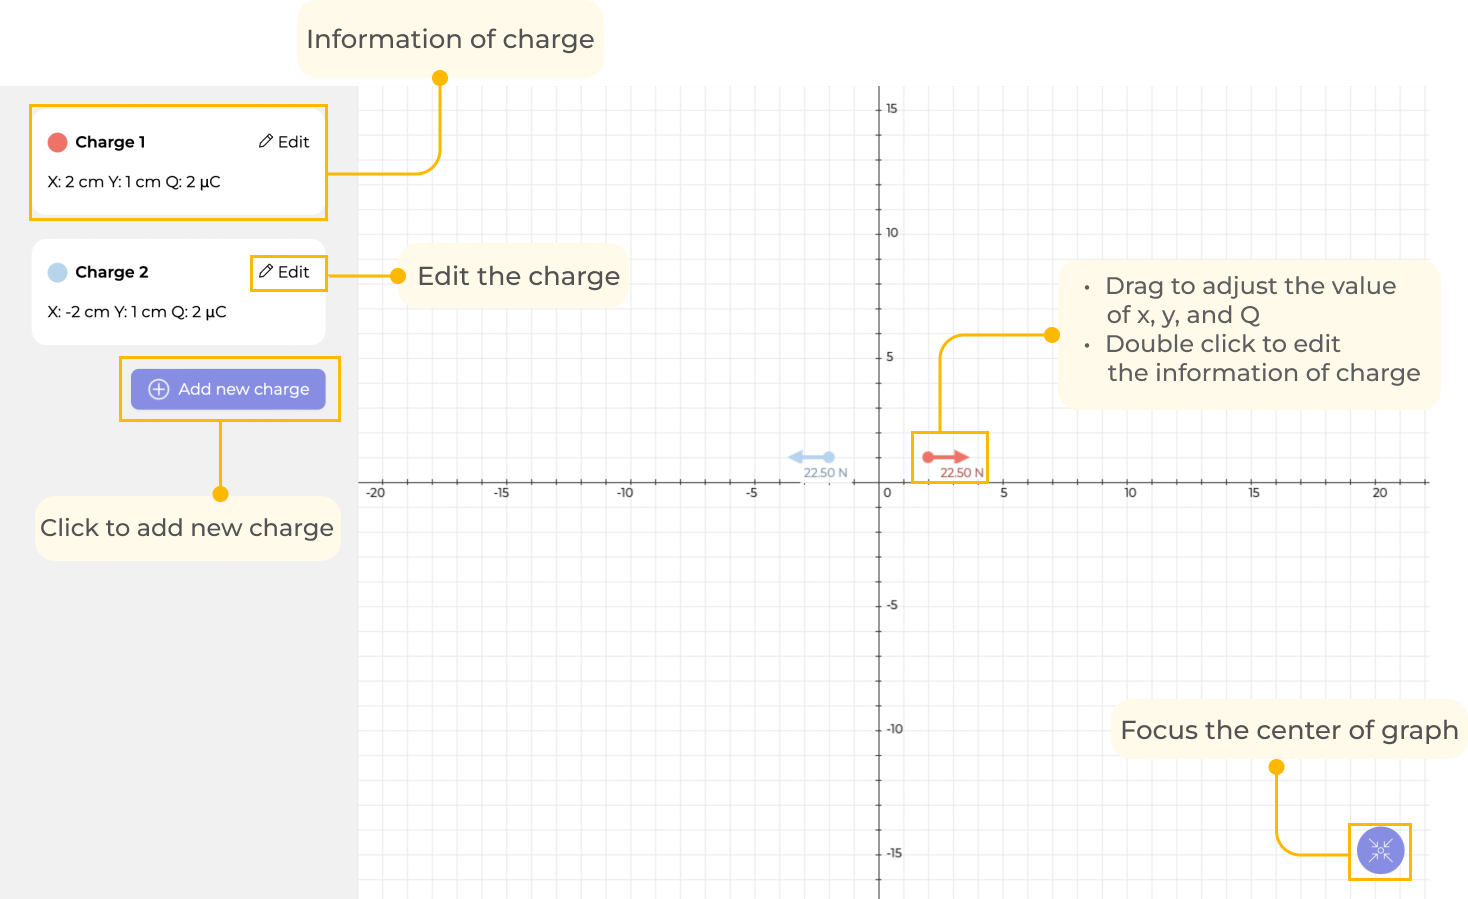 Information of charge
Charge 1
Edit
X: 2 cm Y: 1 cm Q: 2 µC
Charge 2
Edit
X: -2 cm Y: 1 cm Q: 2 µC
Edit the charge
Add new charge
Click to add new charge
• Drag to adjust the value
of x, y, and Q
• Double click to edit
the information of charge
15
10
5
22.50 N
22.50 N
-20
-15
-10
-5
0
5
10
15
20
-5
-10
-15
Focus the center of graph